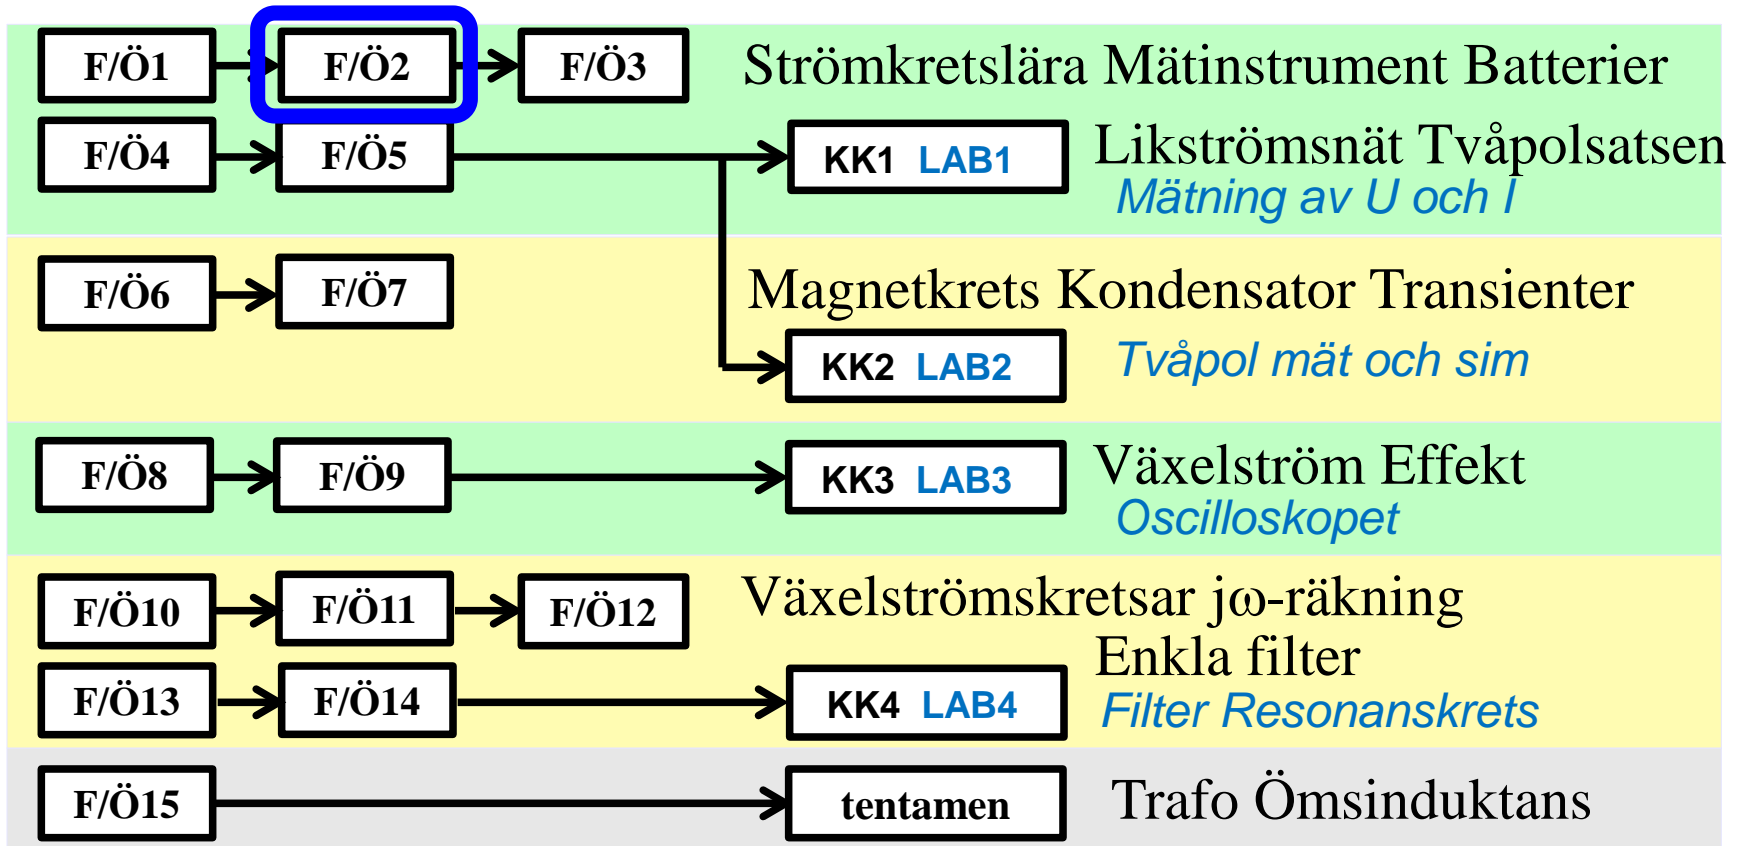 F/Ö1 F/Ö2 F/Ö3 Strömkretslära Mätinstrument Batterier
F/Ö4 F/Ö5 KK1 LAB1 Likströmsnät Tvåpolsatsen
Mätning av U och I
F/Ö6 F/Ö7 Magnetkrets Kondensator Transienter
KK2 LAB2 Tvåpol mät och sim
F/Ö8 F/Ö9 KK3 LAB3 Växelström Effekt
Oscilloskopet
F/Ö10 F/Ö11 F/Ö12 Växelströmskretsar jω-räkning
Enkla filter
F/Ö13 F/Ö14 KK4 LAB4 Filter Resonanskrets
F/Ö15 tentamen Trafo Ömsinduktans